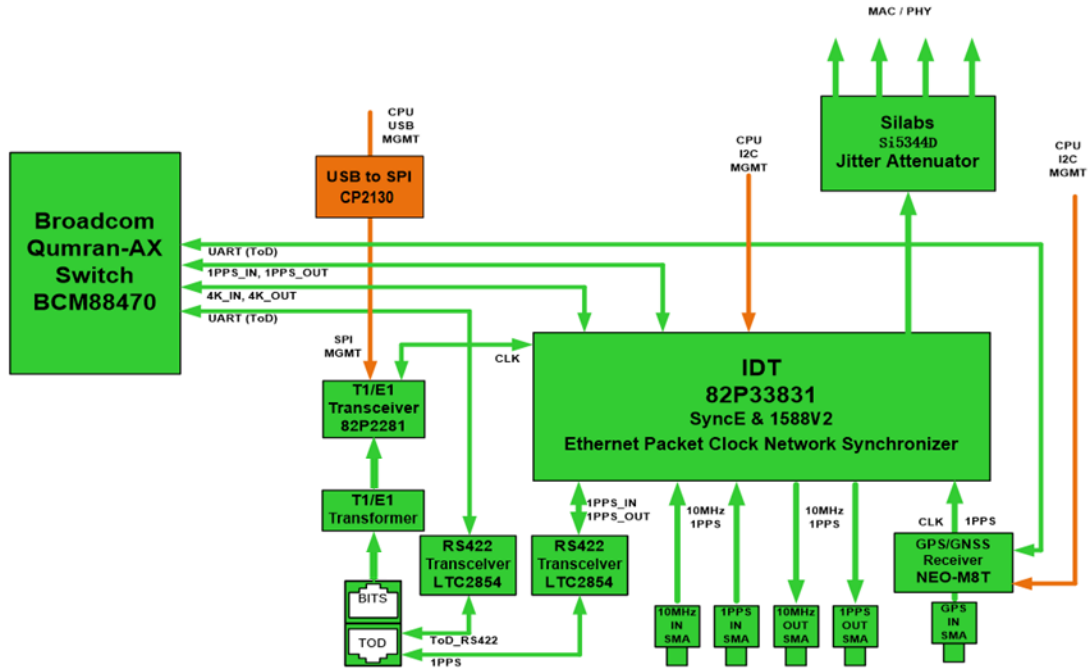 MAC / PHY
CPU
USB
MGMT
Silabs
Si5344D
Jitter Attenuator
CPU
I2C
MGMT
CPU
I2C
MGMT
USB to SPI
CP2130
Broadcom
Qumran-AX
Switch
BCM88470
UART (ToD)
1PPS_IN, 1PPS_OUT
4K_IN, 4K_OUT
UART (ToD)
SPI
MGMT
CLK
IDT
82P33831
SyncE & 1588V2
Ethernet Packet Clock Network Synchronizer
T1/E1
Transceiver
82P2281
T1/E1
Transformer
1PPS_IN
1PPS_OUT
10MHz
1PPS
10MHz
1PPS
CLK
1PPS
RS422
Transceiver
LTC2854
RS422
Transceiver
LTC2854
GPS/GNSS
Receiver
NEO-M8T
BITS
TOD
ToD_RS422
1PPS
10MHz
IN
SMA
1PPS
IN
SMA
10MHz
OUT
SMA
1PPS
OUT
SMA
GPS
IN
SMA